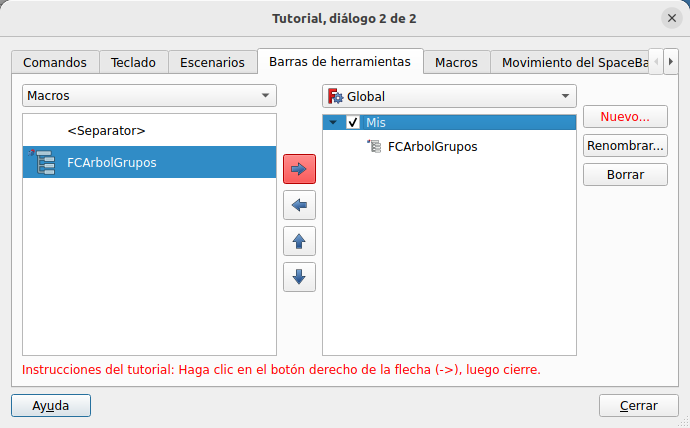 Tutorial, diálogo 2 de 2
Comandos
Teclado
Escenarios
Barras de herramientas
Macros
Movimiento del SpaceBa
Macros
Global
<Separator>
FCArbolGrupos
Mis
FCArbolGrupos
Nuevo...
Renombrar...
Borrar
Instrucciones del tutorial: Haga clic en el botón derecho de la flecha (->), luego cierre.
Ayuda
Cerrar